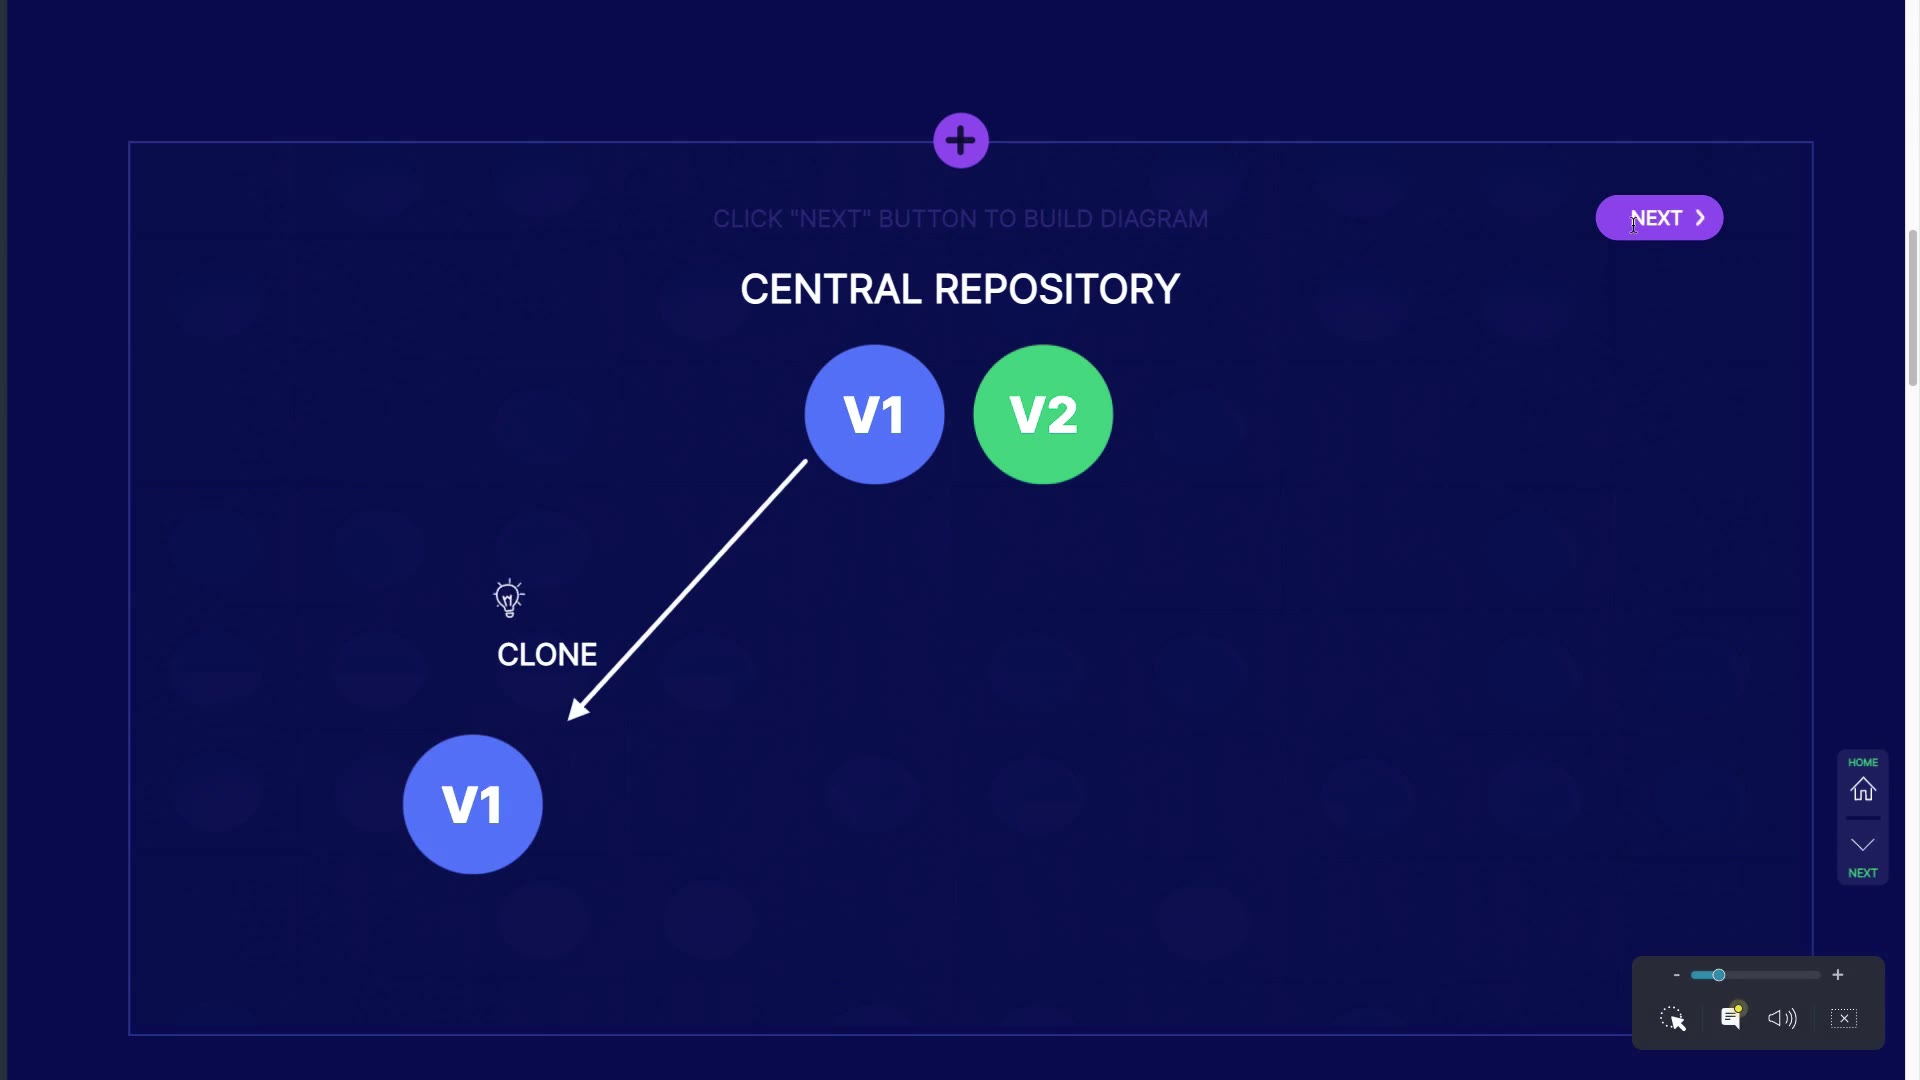 CLICK "NEXT" BUTTON TO BUILD DIAGRAM
NEXT
CENTRAL REPOSITORY
V1
V2
CLONE
V1
HOME
NEXT